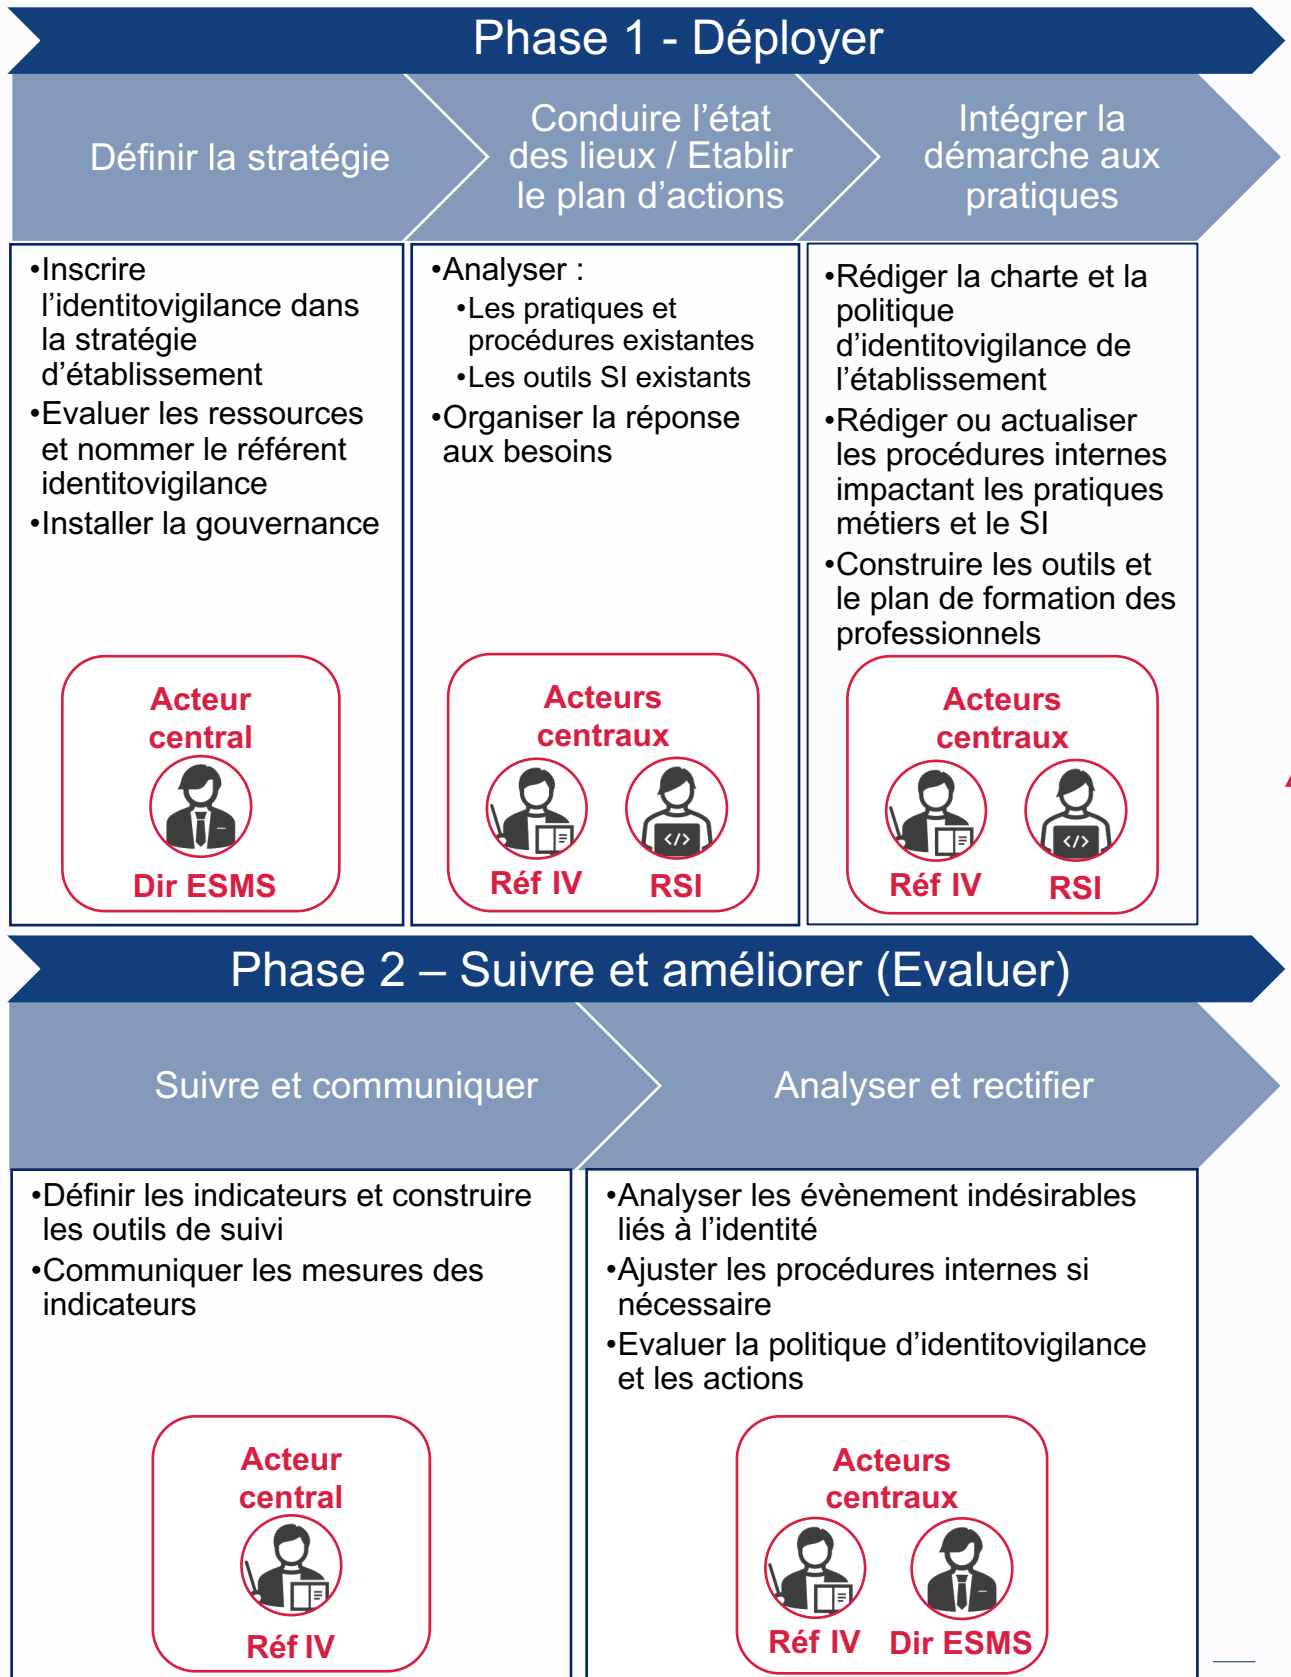 Phase 1 - Déployer
Définir la stratégie
Conduire l’état
des lieux / Etablir
le plan d’actions
Intégrer la
démarche aux
pratiques
•Inscrire
l’identitovigilance dans
la stratégie
d’établissement
•Evaluer les ressources
et nommer le référent
identitovigilance
•Installer la gouvernance
Acteur
central
Dir ESMS
•Analyser :
•Les pratiques et
procédures existantes
•Les outils SI existants
•Organiser la réponse
aux besoins
Acteurs
centraux
</>
Réf IV
RSI
•Rédiger la charte et la
politique
d’identitovigilance de
l’établissement
•Rédiger ou actualiser
les procédures internes
impactant les pratiques
métiers et le SI
•Construire les outils et
le plan de formation des
professionnels
Acteurs
centraux
</>
Réf IV
RSI
Phase 2 – Suivre et améliorer (Evaluer)
Suivre et communiquer
Analyser et rectifier
•Définir les indicateurs et construire
les outils de suivi
•Communiquer les mesures des
indicateurs
Acteur
central
Réf IV
•Analyser les évènement indésirables
liés à l’identité
•Ajuster les procédures internes si
nécessaire
•Evaluer la politique d’identitovigilance
et les actions
Acteurs
centraux
Réf IV
Dir ESMS